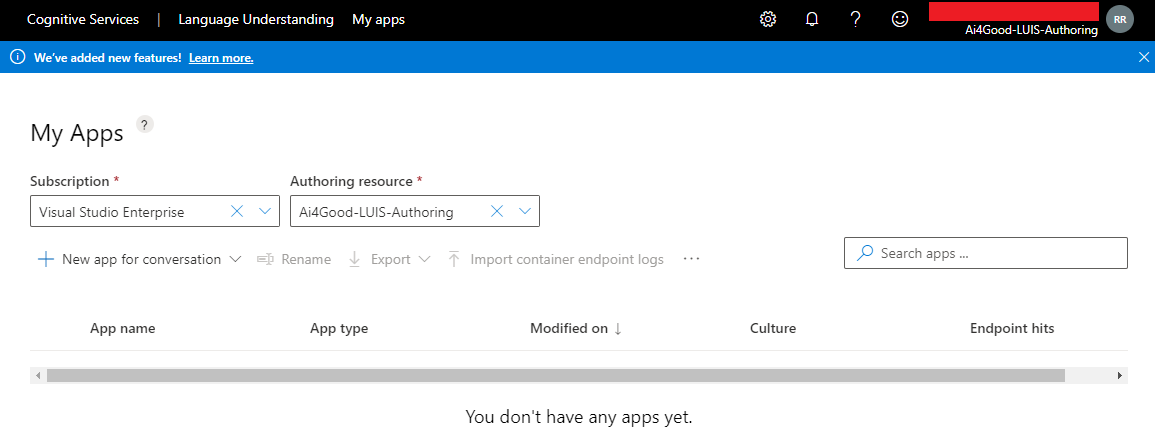 Cognitive Services | Language Understanding My apps
Ai4Good-LUIS-Authoring
RR
We've added new features! Learn more.
My Apps ?
Subscription * Authoring resource *
Visual Studio Enterprise Ai4Good-LUIS-Authoring
New app for conversation Rename Export Import container endpoint logs ... Search apps ...
App name App type Modified on ↓ Culture Endpoint hits
You don't have any apps yet.